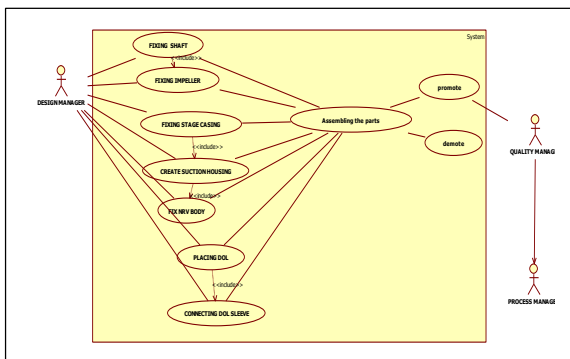 System
FIXING SHAFT
<<include>>
FIXING IMPELLER
promote
DESIGN MANAGER
FIXING STAGE CASING
Assembling the parts
<<include>>
demote
QUALITY MANAG
CREATE SUCTION HOUSING
<<include>>
FIX NRV BODY
PLACING DOL
<<include>>
PROCESS MANAGE
CONNECTING DOL SLEEVE